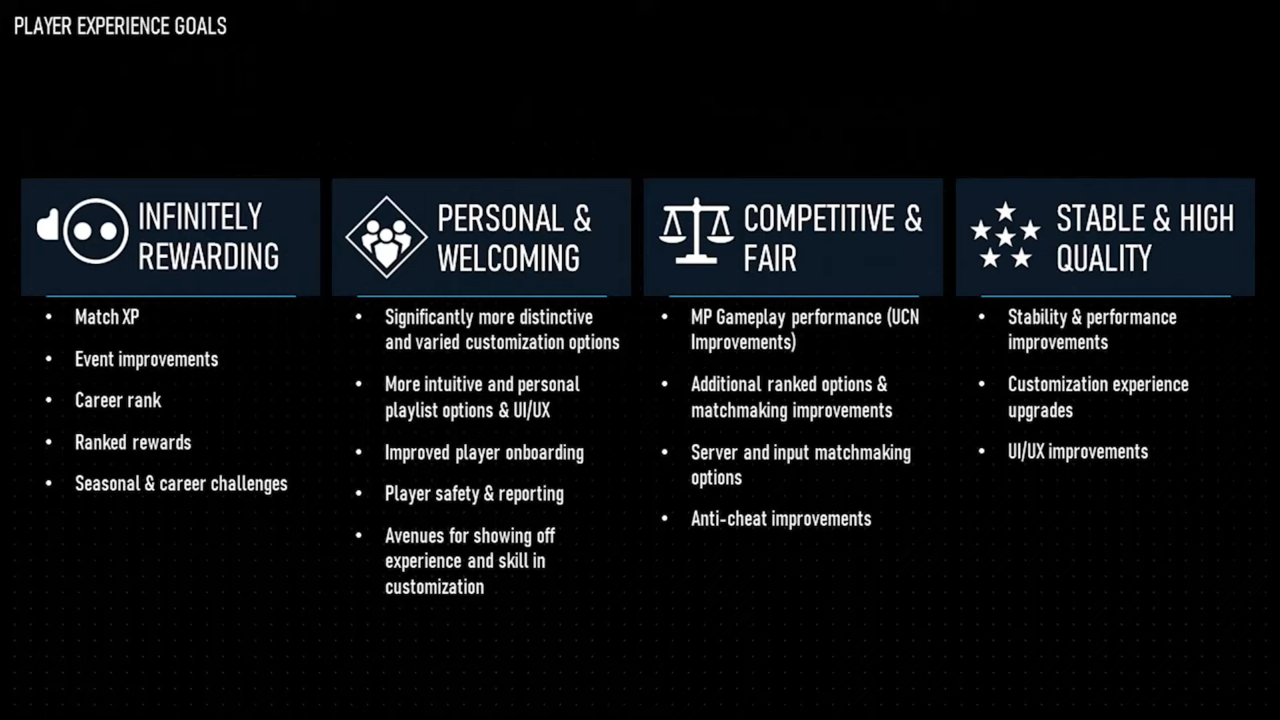 PLAYER EXPERIENCE GOALS
INFINITELY
REWARDING
• Match XP
• Event improvements
• Career rank
• Ranked rewards
• Seasonal & career challenges
PERSONAL &
WELCOMING
• Significantly more distinctive
and varied customization options
• More intuitive and personal
playlist options & UI/UX
• Improved player onboarding
• Player safety & reporting
• Avenues for showing off
experience and skill in
customization
COMPETITIVE &
FAIR
• MP Gameplay performance (UCN
Improvements)
• Additional ranked options &
matchmaking improvements
• Server and input matchmaking
options
• Anti-cheat improvements
STABLE & HIGH
QUALITY
• Stability & performance
improvements
• Customization experience
upgrades
• UI/UX improvements